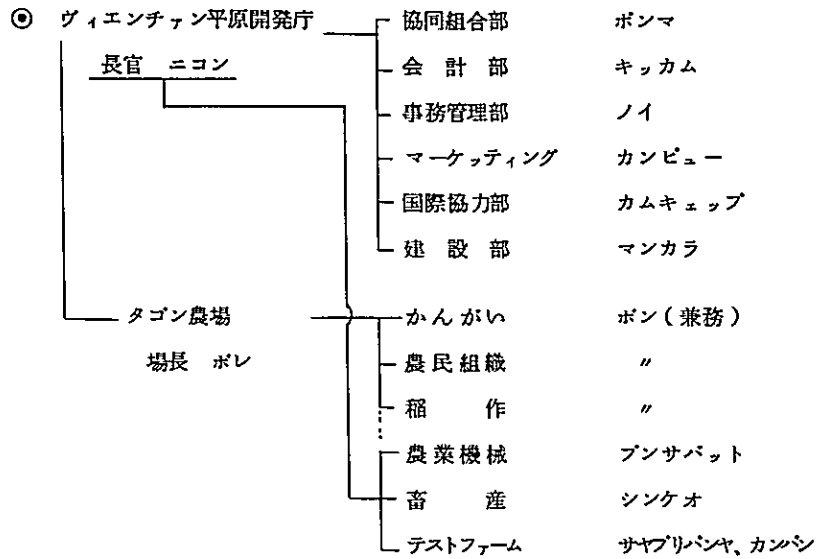 ◉ ヴィエンチャン平原開発庁
長官 ニコン
協同組合部 ボンマ
会計部 キッカム
事務管理部 ノイ
マーケッティング カンピュー
国際協力部 カムキェップ
建設部 マンカラ
タゴン農場
場長 ポレ
かんがい ボン(兼務)
農民組織 〃
稲作 〃
農業機械 ブンサバット
畜産 シンケオ
テストファーム サヤブリパンヤ、カンパン